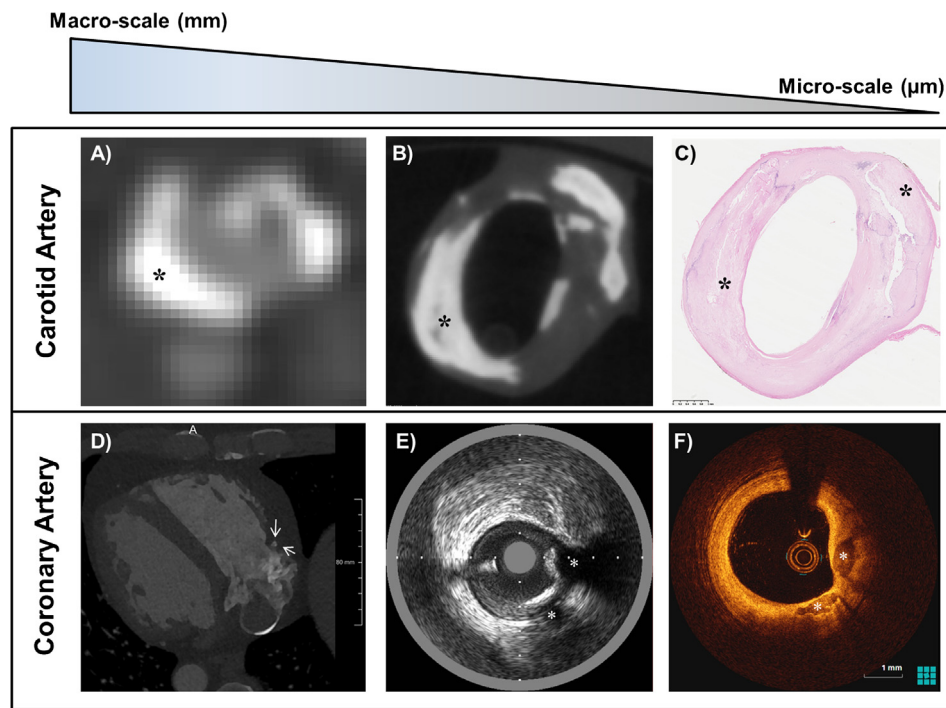 Macro-scale (mm)
Micro-scale (µm)
Carotid Artery
A)
*
B)
*
C)
*
*
Coronary Artery
D)
A
80 mm
E)
*
*
F)
*
*
1 mm